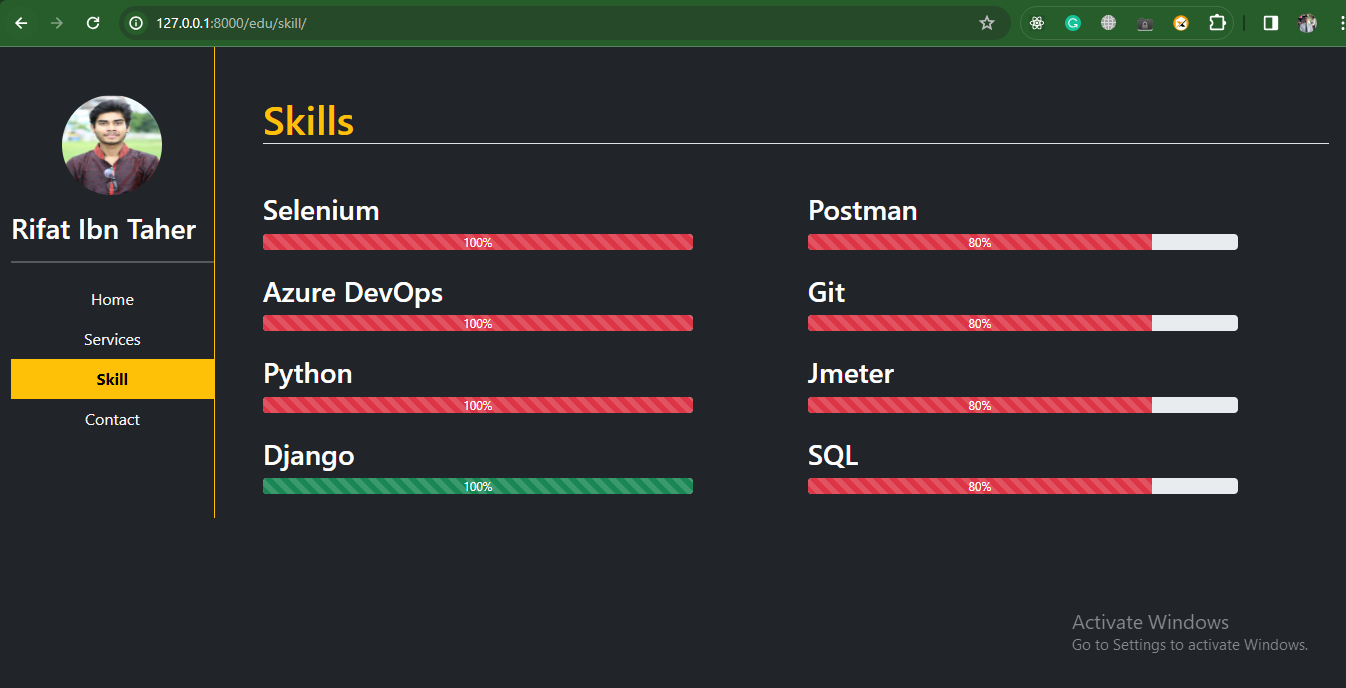 127.0.0.1:8000/edu/skill/
Rifat Ibn Taher
Home
Services
Skill
Contact
Skills
Selenium
100%
Postman
80%
Azure DevOps
100%
Git
80%
Python
100%
Jmeter
80%
Django
100%
SQL
80%
Activate Windows
Go to Settings to activate Windows.